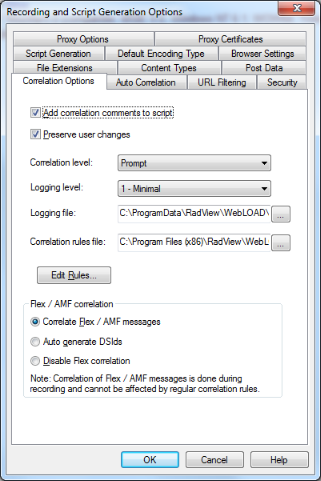 Recording and Script Generation Options
Proxy Options
Proxy Certificates
Script Generation
Default Encoding Type
Browser Settings
File Extensions
Content Types
Post Data
Correlation Options
Auto Correlation
URL Filtering
Security
Add correlation comments to script
Preserve user changes
Correlation level:
Prompt
Logging level:
1 - Minimal
Logging file:
C:\ProgramData\RadView\WebLOAD\
...
Correlation rules file:
C:\Program Files (x86)\RadView\WebL
...
Edit Rules...
Flex / AMF correlation
Correlate Flex / AMF messages
Auto generate DSIds
Disable Flex correlation
Note: Correlation of Flex / AMF messages is done during
recording and cannot be affected by regular correlation rules.
OK
Cancel
Help